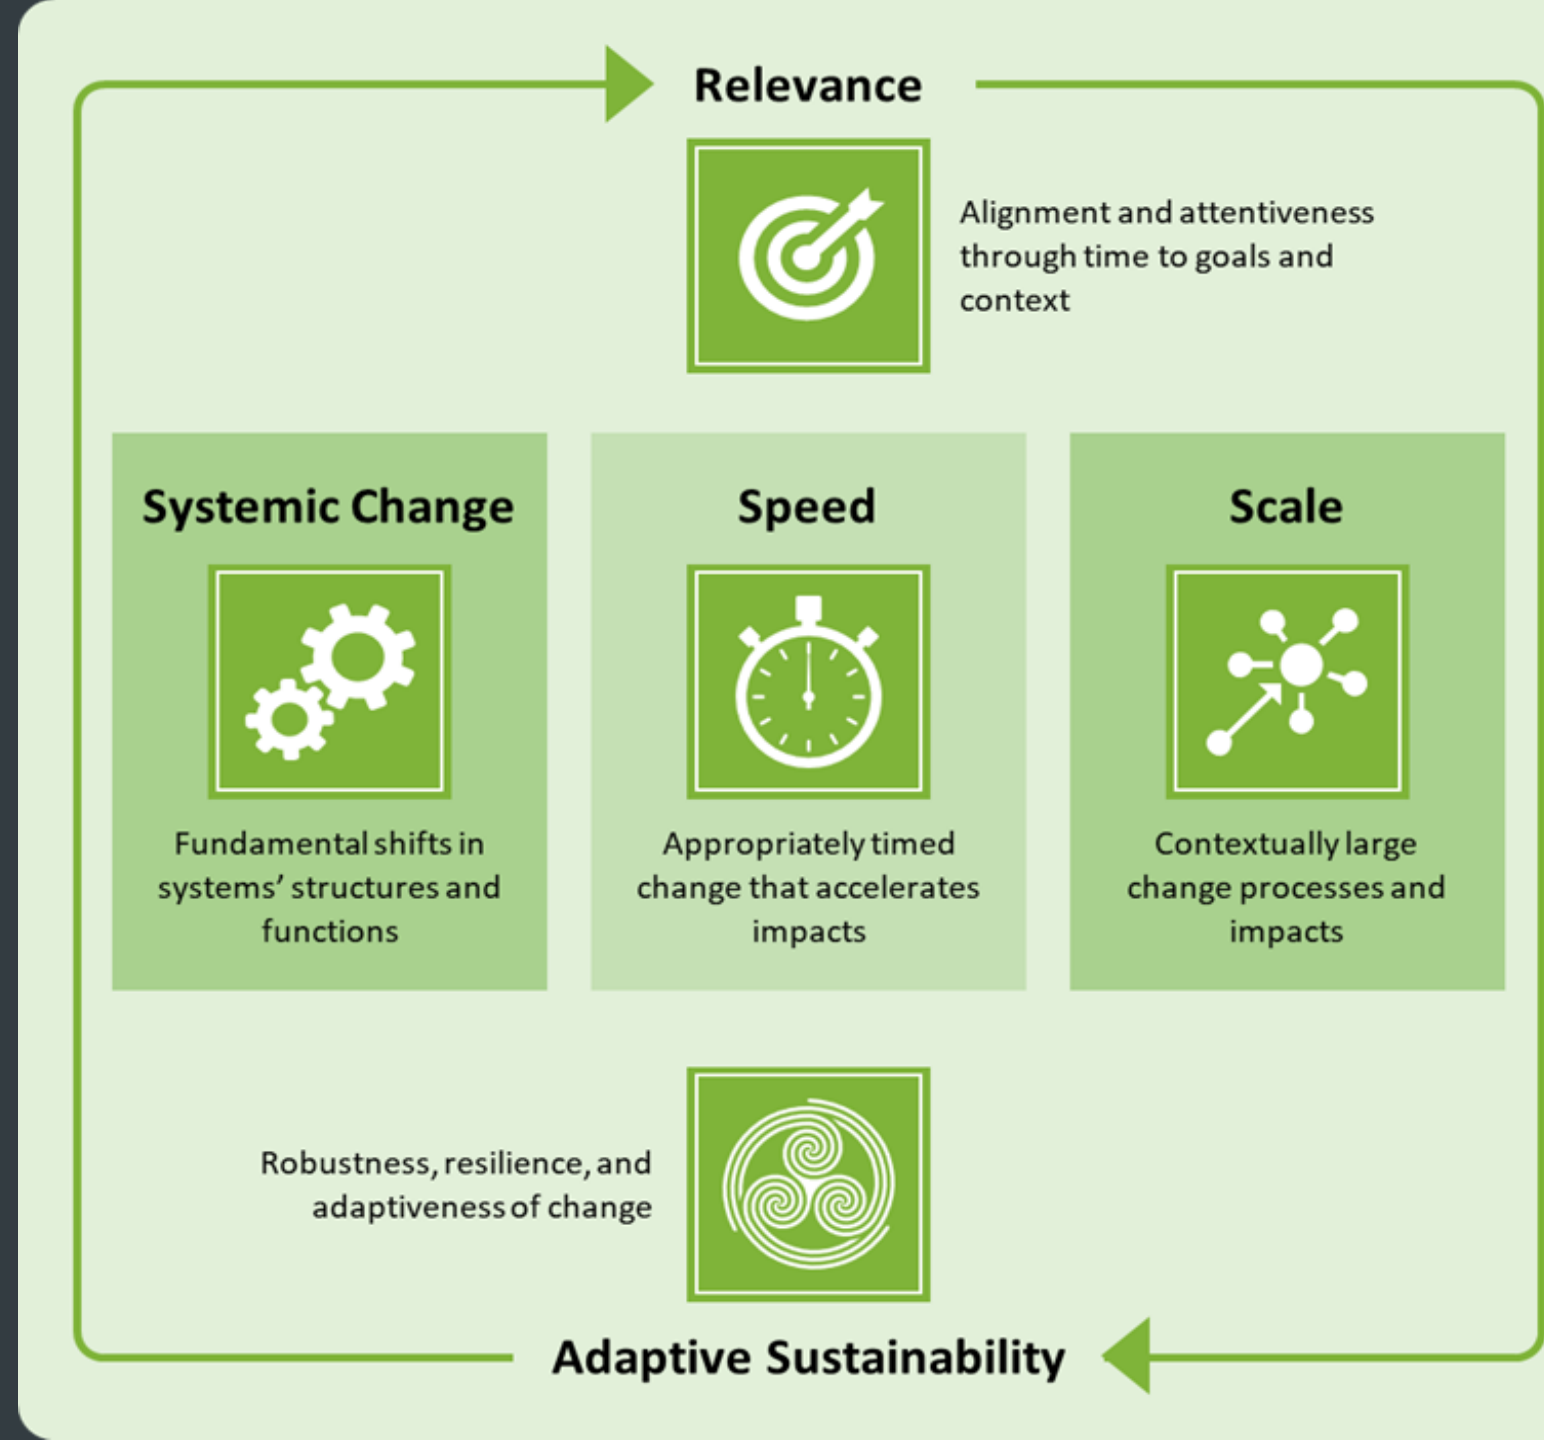 Relevance
Alignment and attentiveness
through time to goals and
context
Systemic Change
Fundamental shifts in
systems’ structures and
functions
Speed
Appropriately timed
change that accelerates
impacts
Scale
Contextually large
change processes and
impacts
Robustness, resilience, and
adaptiveness of change
Adaptive Sustainability